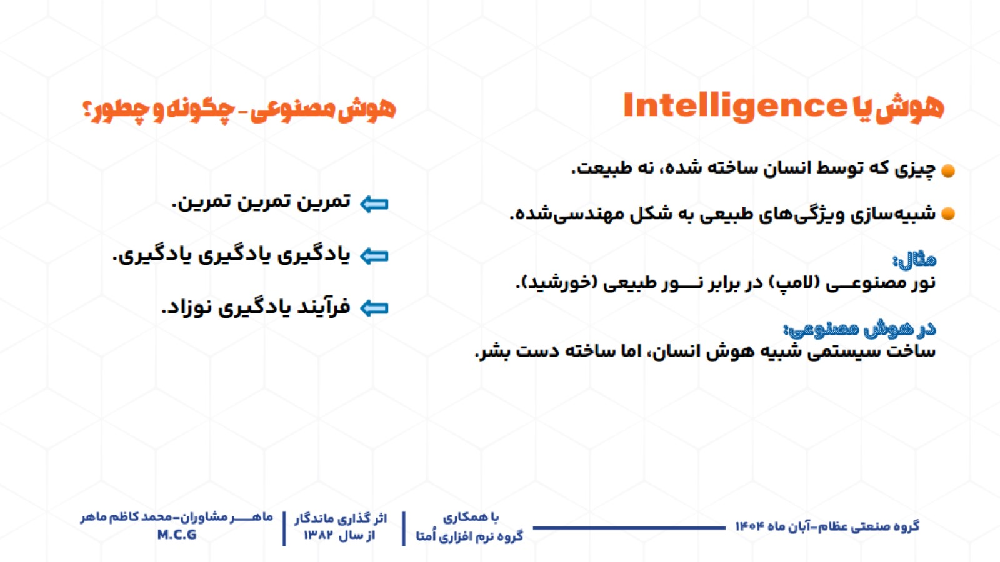 هوش یا Intelligence
چیزی که توسط انسان ساخته شده، نه طبیعت.
شبیه‌سازی ویژگی‌های طبیعی به شکل مهندسی‌شده.
مثال:
نور مصنوعـــی (لامپ) در برابر نـــور طبیعی (خورشید).
در هوش مصنوعی:
ساخت سیستمی شبیه هوش انسان، اما ساخته دست بشر.
هوش مصنوعی - چگونه و چطور؟
تمرین تمرین تمرین.
یادگیری یادگیری یادگیری.
فرآیند یادگیری نوزاد.
گروه صنعتی عظام-آبان ماه ۱۴۰۴
با همکاری
گروه نرم افزاری اُمتا
اثر گذاری ماندگار
از سال ۱۳۸۲
ماهـــر مشاوران-محمد کاظم ماهر
M.C.G